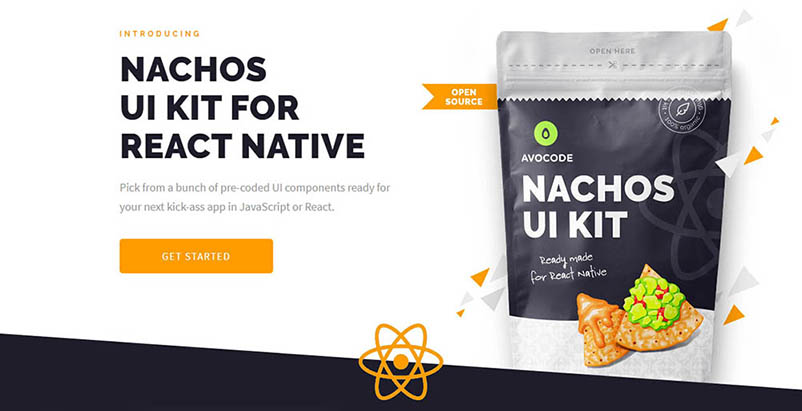 INTRODUCING
NACHOS
UI KIT FOR
REACT NATIVE
Pick from a bunch of pre-coded UI components ready for
your next kick-ass app in JavaScript or React.
GET STARTED
OPEN
SOURCE
OPEN HERE
100% organic
AVOCODE
NACHOS
UI KIT
Ready made
for React Native